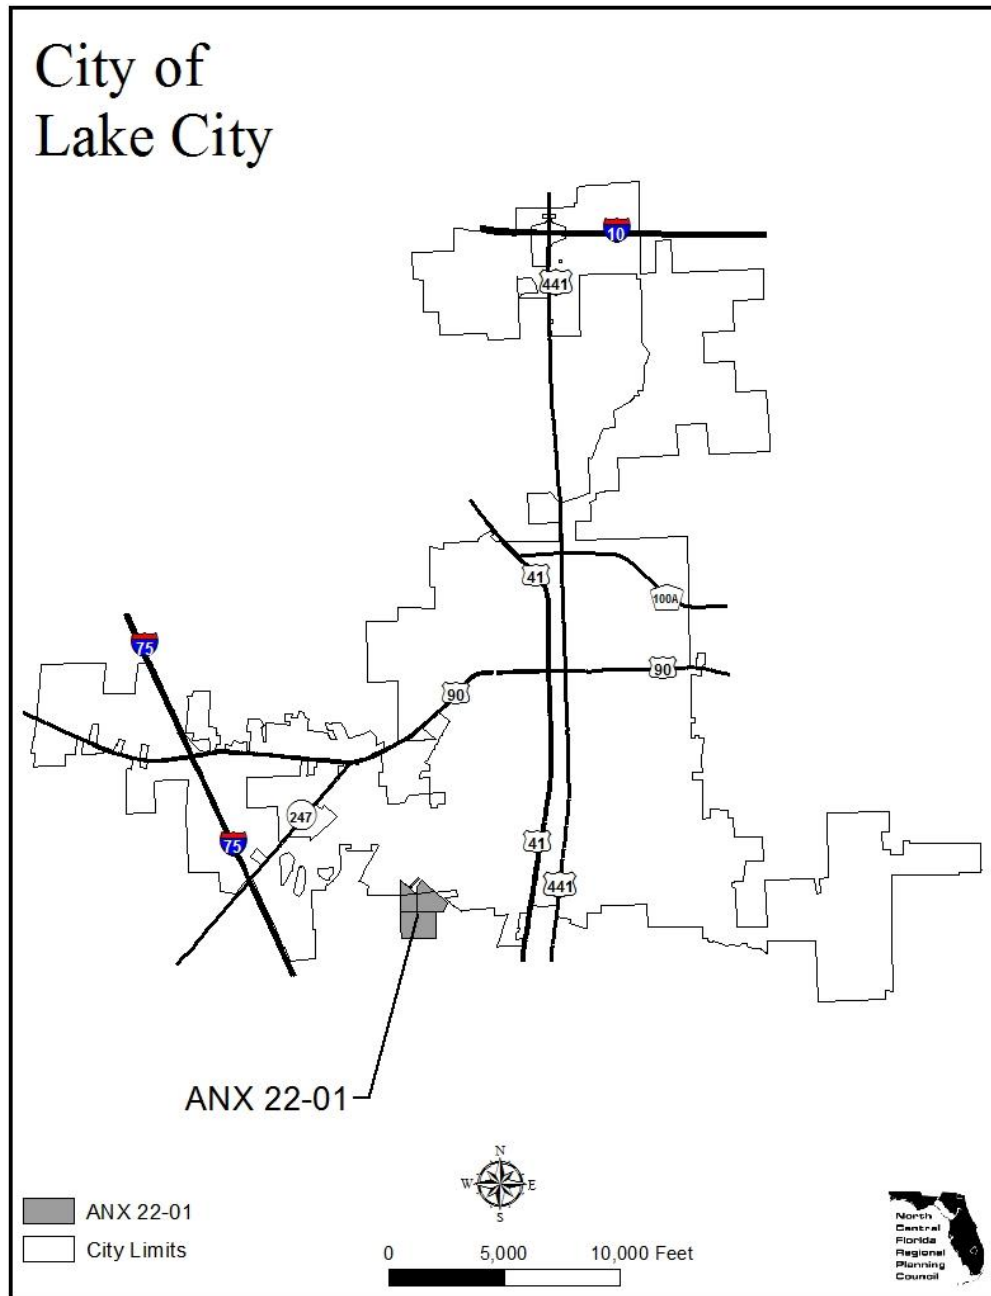 City of
Lake City
10
441
41
100A
75
90
90
247
75
41
441
ANX 22-01
N
W E
S
ANX 22-01
City Limits
0 5,000 10,000 Feet
North
Central
Florida
Regional
Planning
Council